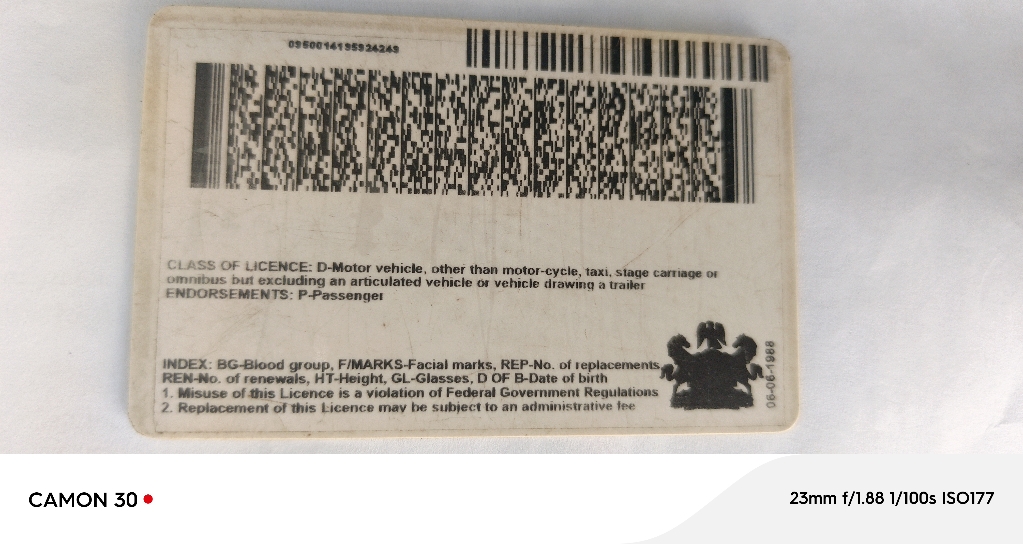 0950014195924249
CLASS OF LICENCE: D-Motor vehicle, other than motor-cycle, taxi, stage carriage or
omnibus but excluding an articulated vehicle or vehicle drawing a trailer
ENDORSEMENTS: P-Passenger
INDEX: BG-Blood group, F/MARKS-Facial marks, REP-No. of replacements,
REN-No. of renewals, HT-Height, GL-Glasses, D OF B-Date of birth
1. Misuse of this Licence is a violation of Federal Government Regulations
2. Replacement of this Licence may be subject to an administrative fee
06-06-1988
CAMON 30
23mm f/1.88 1/100s ISO177